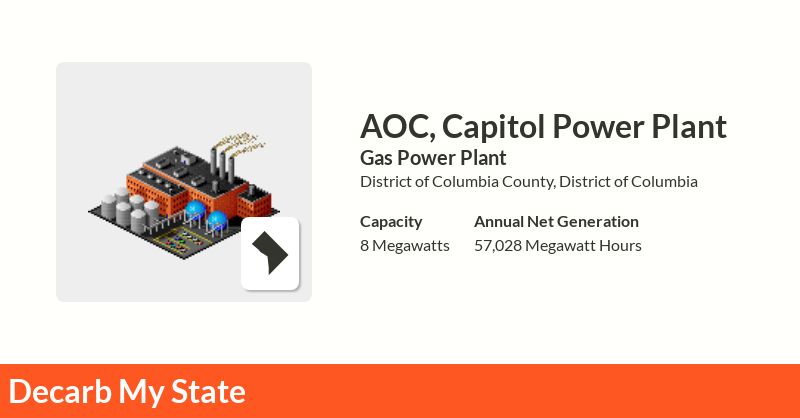 AOC, Capitol Power Plant
Gas Power Plant
District of Columbia County, District of Columbia
Capacity
8 Megawatts
Annual Net Generation
57,028 Megawatt Hours
Decarb My State